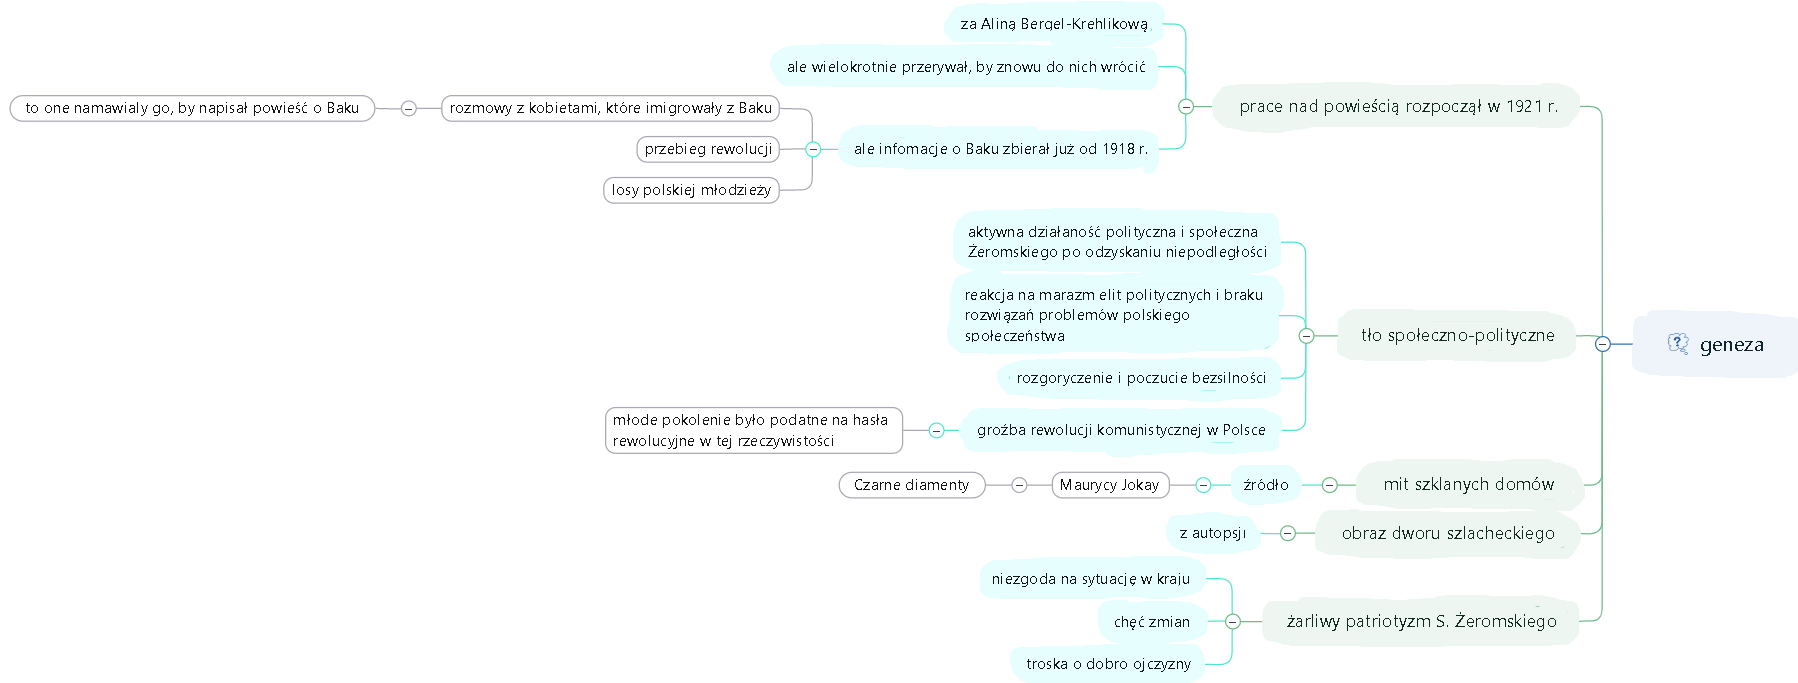 geneza
prace nad powieścią rozpoczął w 1921 r.
za Aliną Bergel-Krehlikową
ale wielokrotnie przerywał, by znowu do nich wrócić
ale infomacje o Baku zbierał już od 1918 r.
rozmowy z kobietami, które imigrowały z Baku
to one namawialy go, by napisał powieść o Baku
przebieg rewolucji
losy polskiej młodzieży
tło społeczno-polityczne
aktywna działaność polityczna i społeczna
Żeromskiego po odzyskaniu niepodległości
reakcja na marazm elit politycznych i braku
rozwiązań problemów polskiego
społeczeństwa
rozgoryczenie i poczucie bezsilności
groźba rewolucji komunistycznej w Polsce
młode pokolenie było podatne na hasła
rewolucyjne w tej rzeczywistości
mit szklanych domów
źródło
Maurycy Jokay
Czarne diamenty
obraz dworu szlacheckiego
z autopsji
żarliwy patriotyzm S. Żeromskiego
niezgoda na sytuację w kraju
chęć zmian
troska o dobro ojczyzny